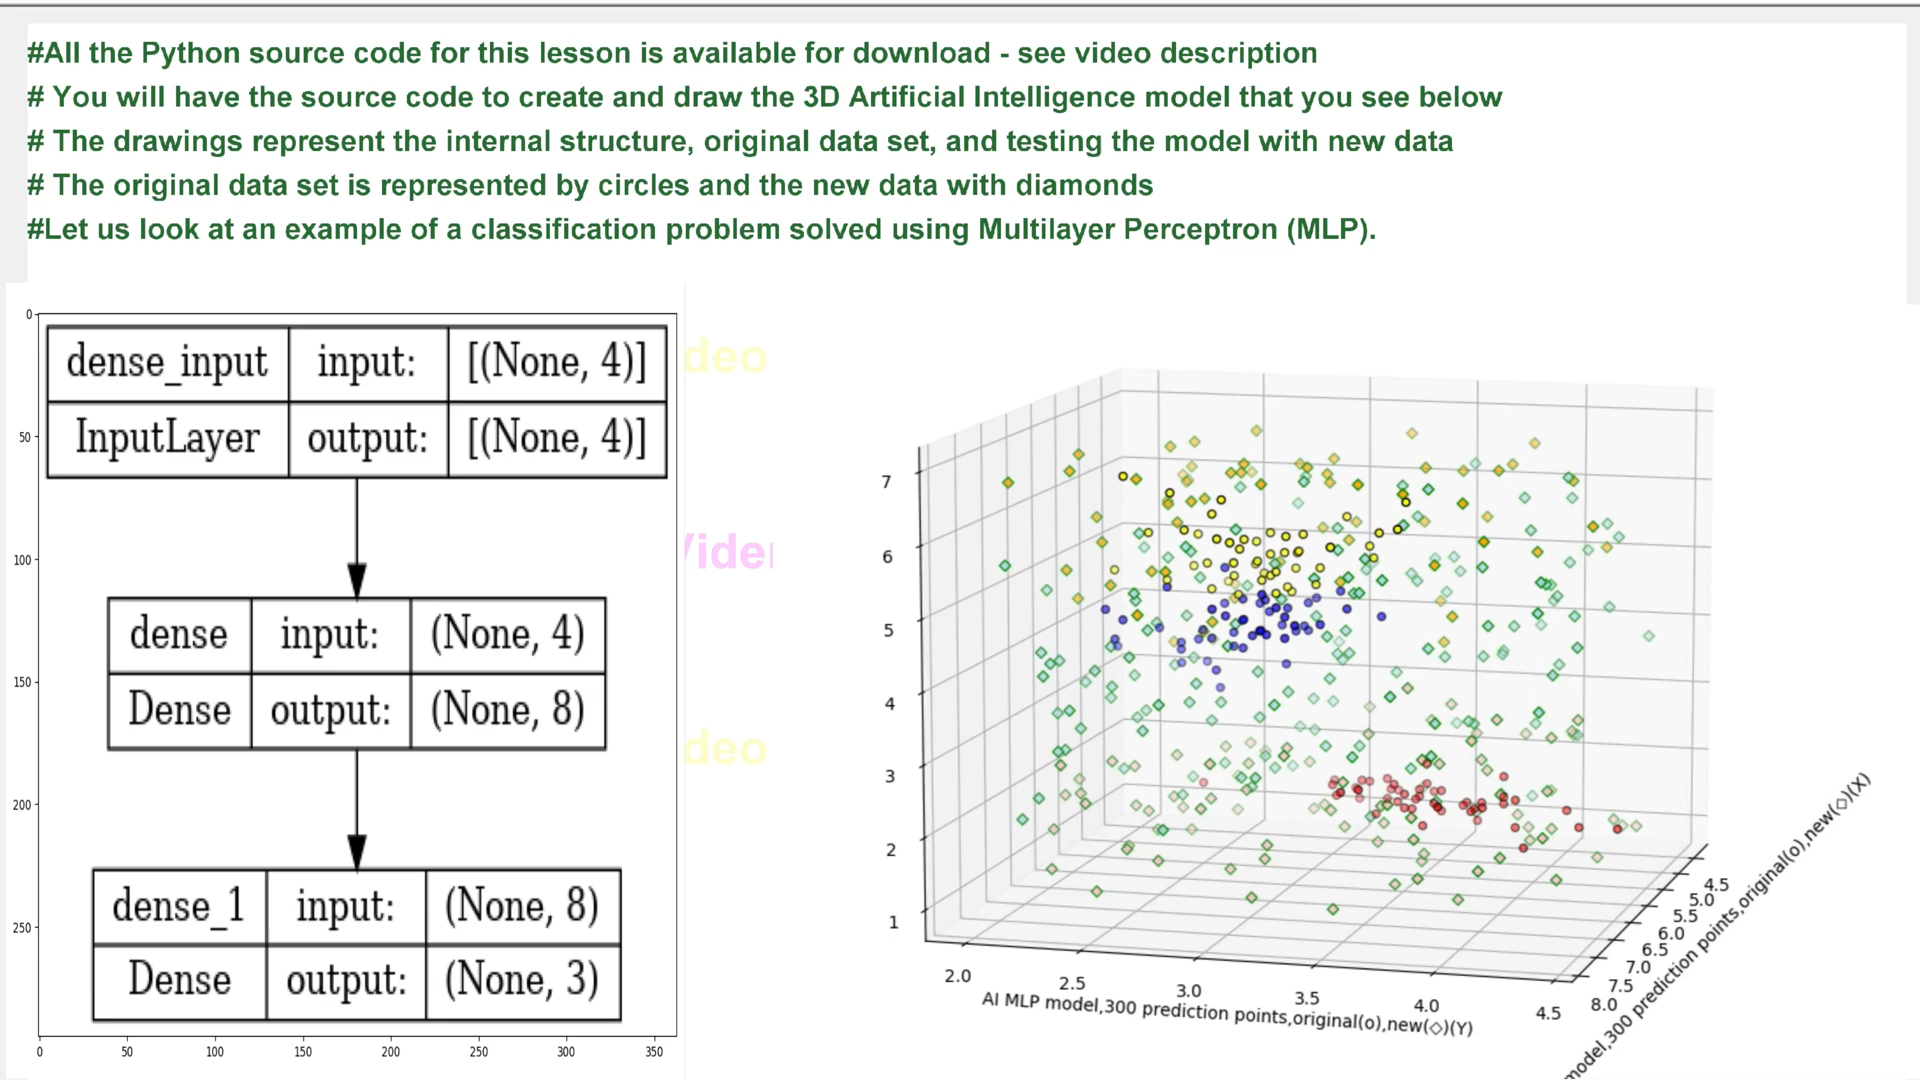 #All the Python source code for this lesson is available for download - see video description
# You will have the source code to create and draw the 3D Artificial Intelligence model that you see below
# The drawings represent the internal structure, original data set, and testing the model with new data
# The original data set is represented by circles and the new data with diamonds
#Let us look at an example of a classification problem solved using Multilayer Perceptron (MLP).
0
50
100
150
200
250
dense_input input: [(None, 4)]
InputLayer output: [(None, 4)]
dense input: (None, 4)
Dense output: (None, 8)
dense_1 input: (None, 8)
Dense output: (None, 3)
0 50 100 150 200 250 300 350
deo
deo
7
6
5
4
3
2
1
2.0 2.5 3.0 3.5 4.0 4.5
AI MLP model,300 prediction points,original(o),new(◇)(Y)
4.5
5.0
5.5
6.0
6.5
7.0
7.5
8.0
model,300 prediction points,original(o),new(◇)(X)